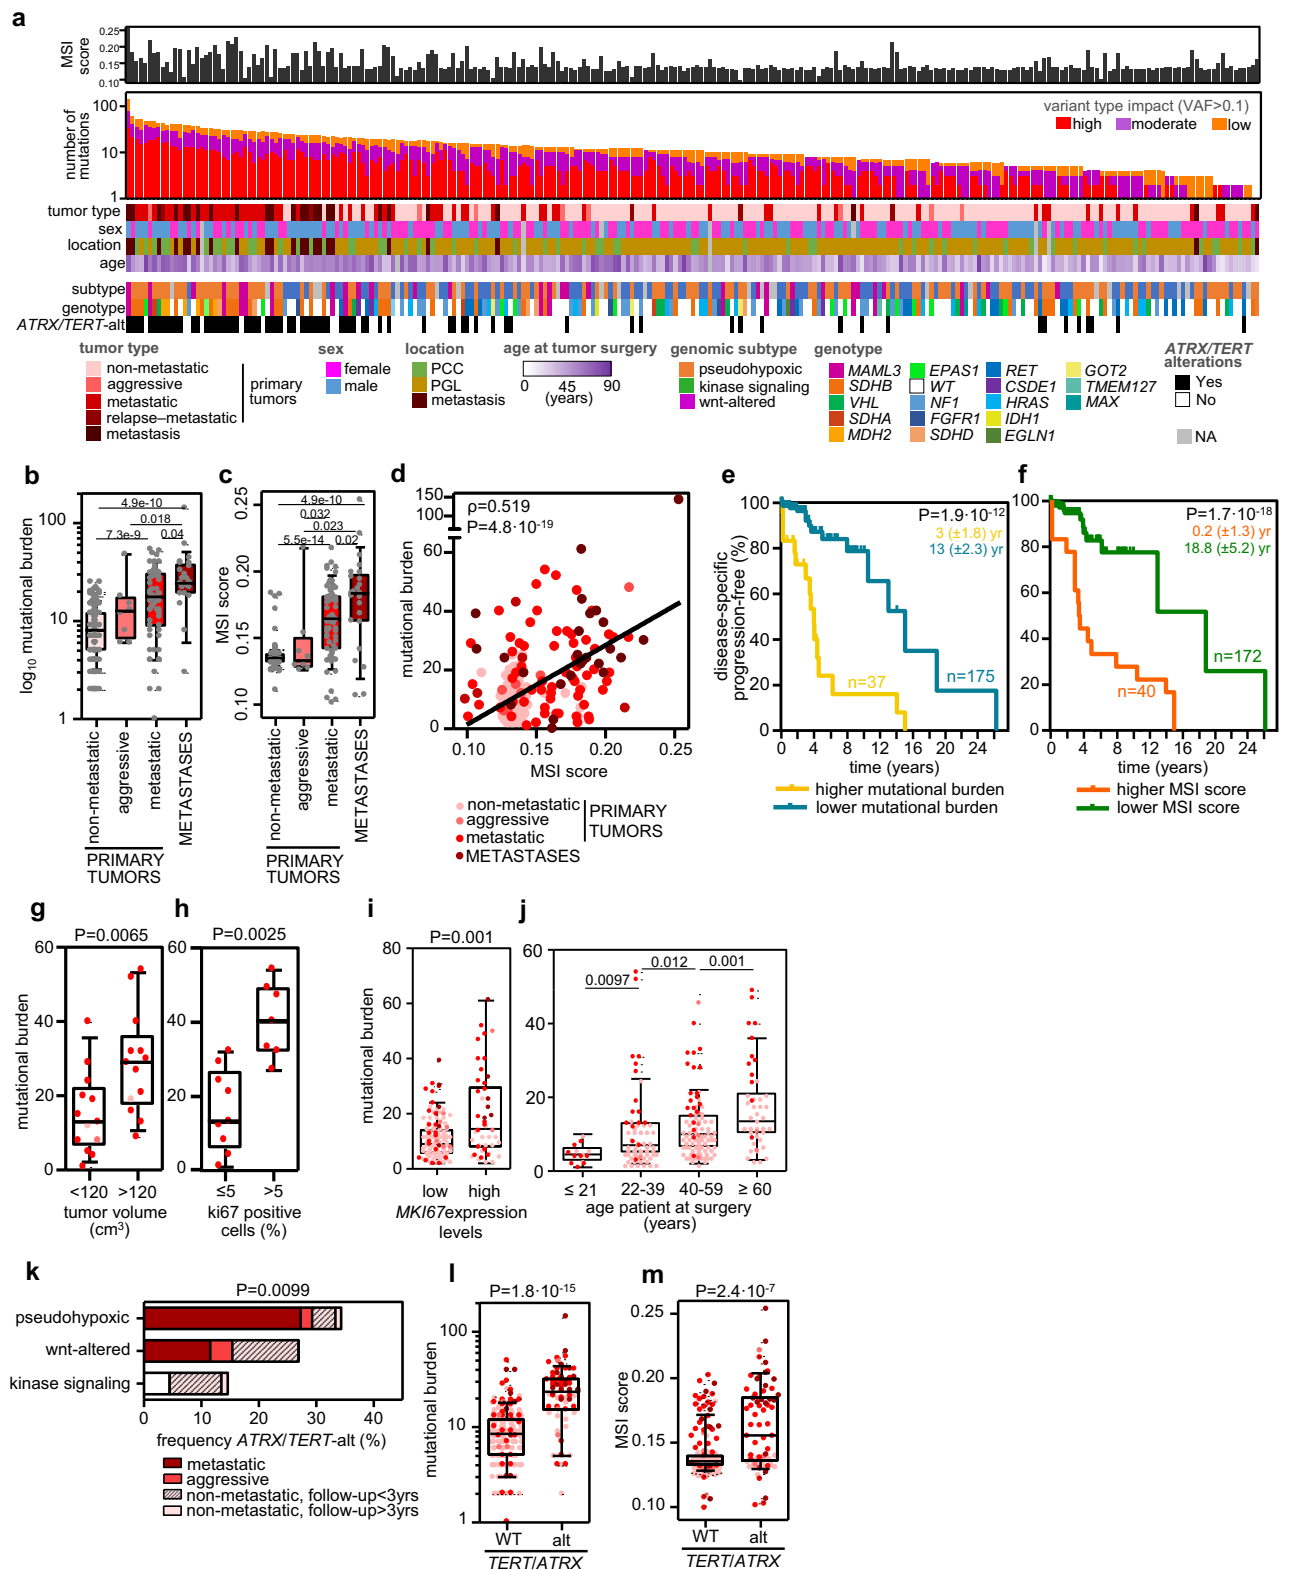 a
MSI score
0.25
0.20
0.15
0.10
number of mutations
100
10
1
variant type impact (VAF>0.1)
high moderate low
tumor type
sex
location
age
subtype
genotype
ATRX/TERT-alt
tumor type
non-metastatic
aggressive
metastatic
relapse–metastatic
metastasis
primary tumors
sex
female
male
location
PCC
PGL
metastasis
age at tumor surgery
0 45 90
(years)
genomic subtype
pseudohypoxic
kinase signaling
wnt-altered
genotype
MAML3
SDHB
VHL
SDHA
MDH2
EPAS1
WT
NF1
FGFR1
SDHD
RET
CSDE1
HRAS
IDH1
EGLN1
GOT2
TMEM127
MAX
ATRX/TERT
alterations
Yes
No
NA
b
log10 mutational burden
100
10
1
4.9e-10
0.018
7.3e-9 0.04
non-metastatic
aggressive
metastatic
METASTASES
PRIMARY
TUMORS
c
MSI score
0.25
0.20
0.15
0.10
4.9e-10
0.032
0.023
5.5e-14 0.02
non-metastatic
aggressive
metastatic
METASTASES
PRIMARY
TUMORS
d
ρ=0.519
P=4.8·10-19
mutational burden
150
100
60
40
20
0
0.10 0.15 0.20 0.25
MSI score
non-metastatic
aggressive
metastatic
METASTASES
PRIMARY
TUMORS
e
disease-specific
progression-free (%)
100
80
60
40
20
0
P=1.9·10-12
3 (±1.8) yr
13 (±2.3) yr
n=37
n=175
0 4 8 12 16 20 24
time (years)
higher mutational burden
lower mutational burden
f
100
80
60
40
20
0
P=1.7·10-18
0.2 (±1.3) yr
18.8 (±5.2) yr
n=172
n=40
0 4 8 12 16 20 24
time (years)
higher MSI score
lower MSI score
g
P=0.0065
mutational burden
60
40
20
0
<120 >120
tumor volume
(cm3)
h
P=0.0025
60
40
20
0
≤5 >5
ki67 positive
cells (%)
i
P=0.001
mutational burden
80
60
40
20
0
low high
MKI67expression
levels
j
60
40
20
0
0.0097
0.012
0.001
≤ 21 22-39 40-59 ≥ 60
age patient at surgery
(years)
k
P=0.0099
pseudohypoxic
wnt-altered
kinase signaling
0 10 20 30 40
frequency ATRX/TERT-alt (%)
metastatic
aggressive
non-metastatic, follow-up<3yrs
non-metastatic, follow-up>3yrs
l
P=1.8·10-15
mutational burden
100
10
1
WT alt
TERT/ATRX
m
P=2.4·10-7
MSI score
0.25
0.20
0.15
0.10
WT alt
TERT/ATRX